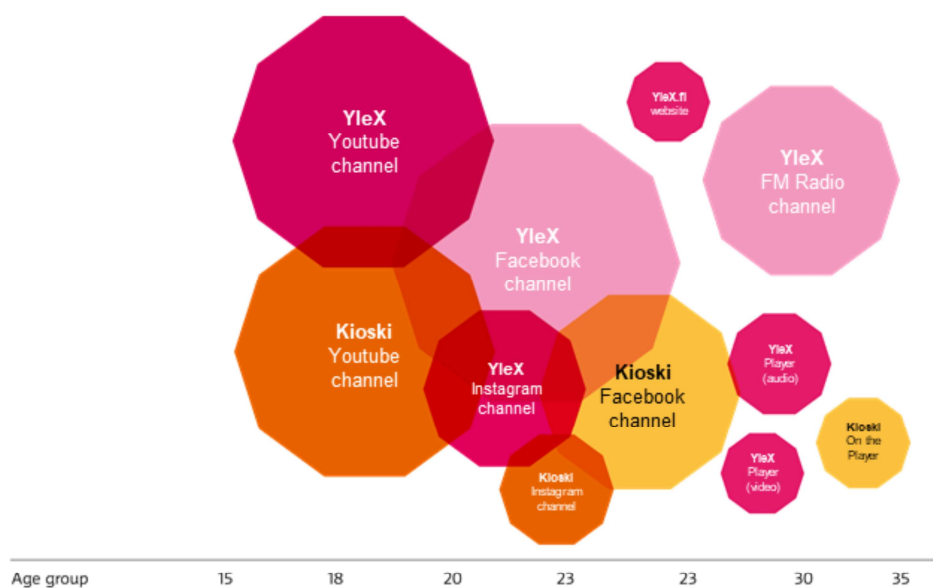 YleX
Youtube
channel
YleX.fi
website
YleX
FM Radio
channel
YleX
Facebook
channel
Kioski
Youtube
channel
YleX
Instagram
channel
Kioski
Facebook
channel
YleX
Player
(audio)
Kioski
On the
Player
YleX
Player
(video)
Kioski
Instagram
channel
Age group 15 18 20 23 23 30 35